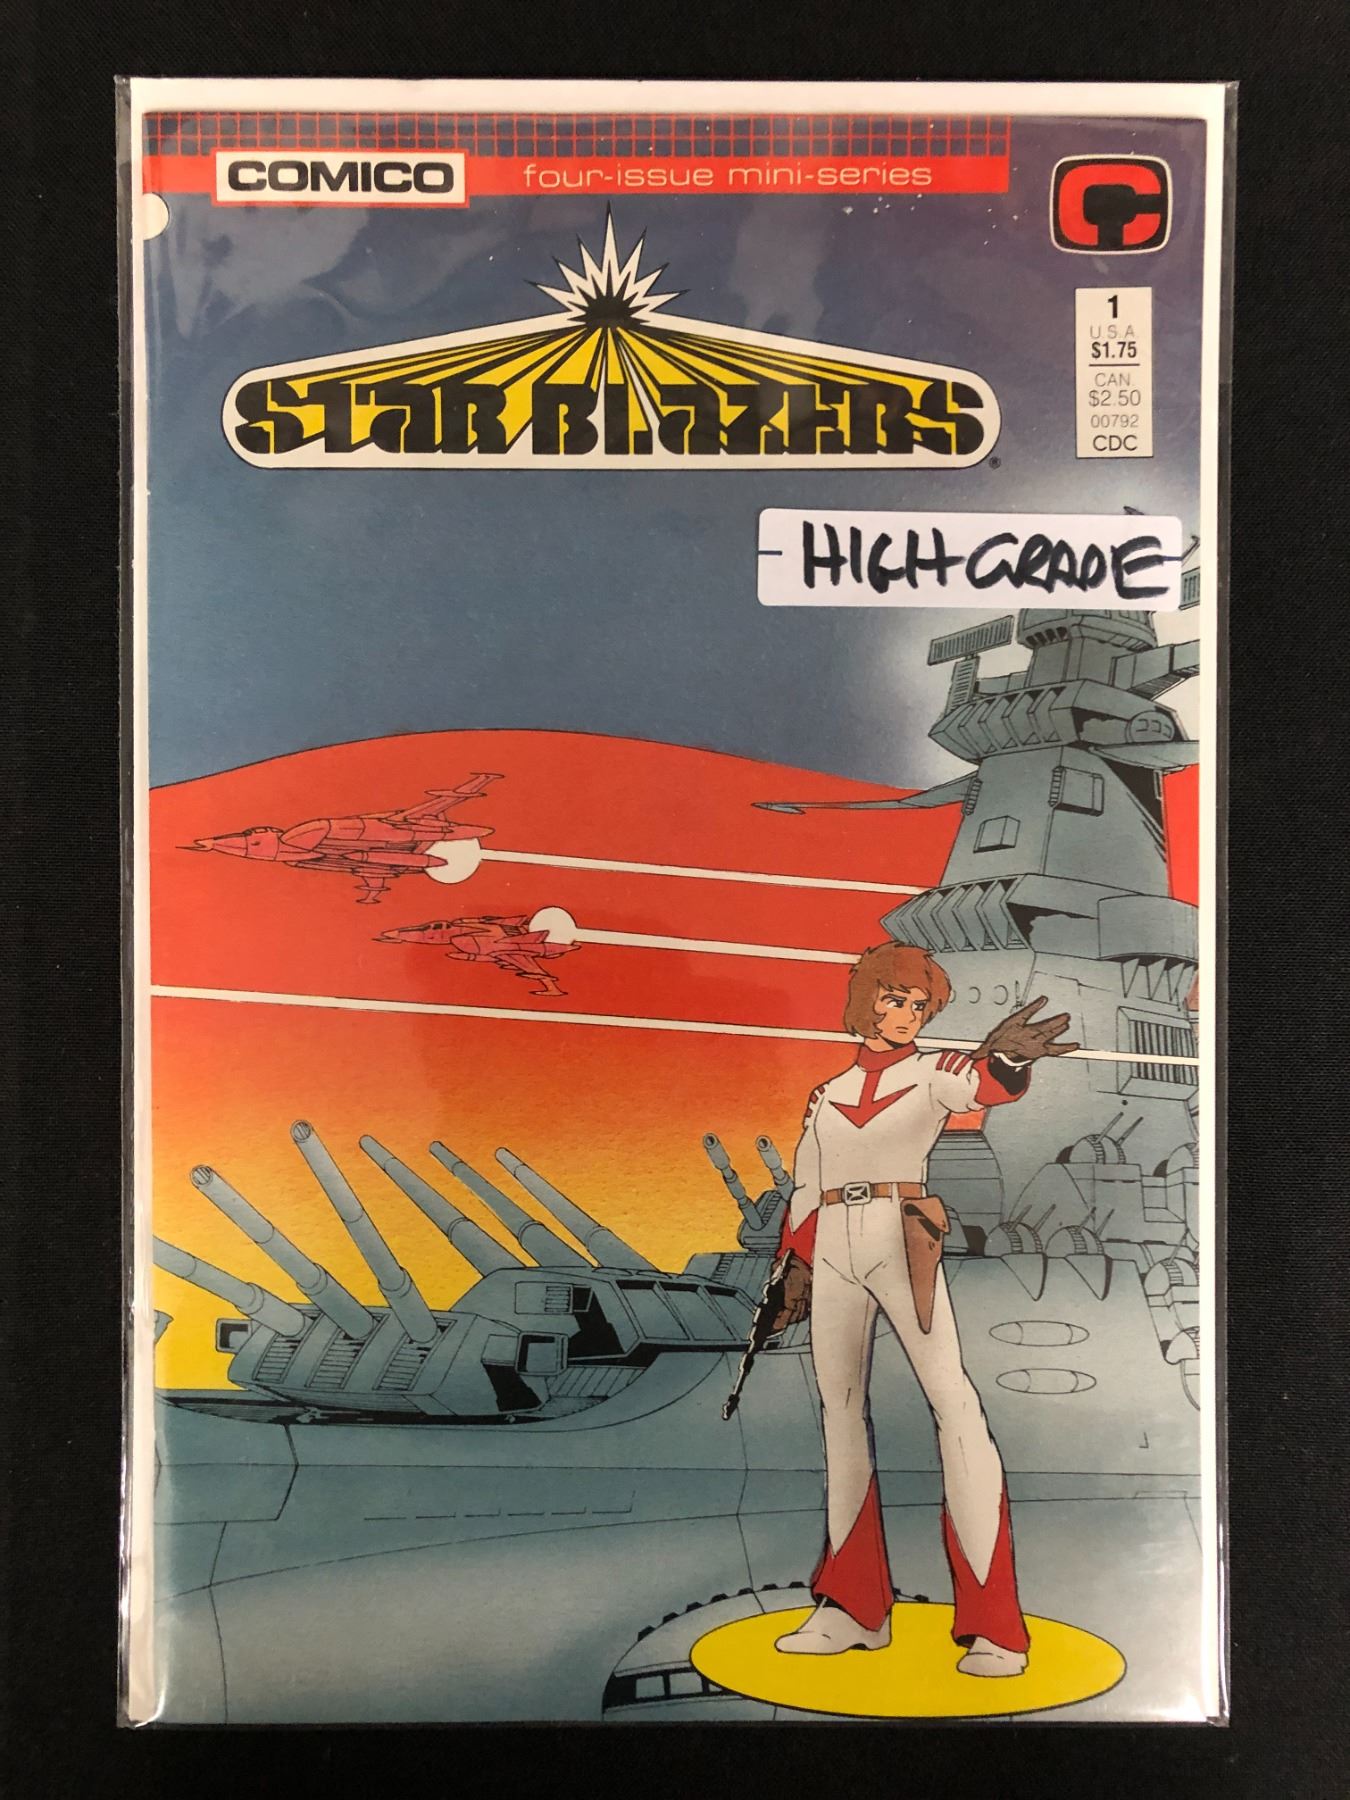 COMICO
four-issue mini-series
C
STAR BLAZERS
®
1
U.S.A.
$1.75
CAN.
$2.50
00792
CDC
HIGH GRADE